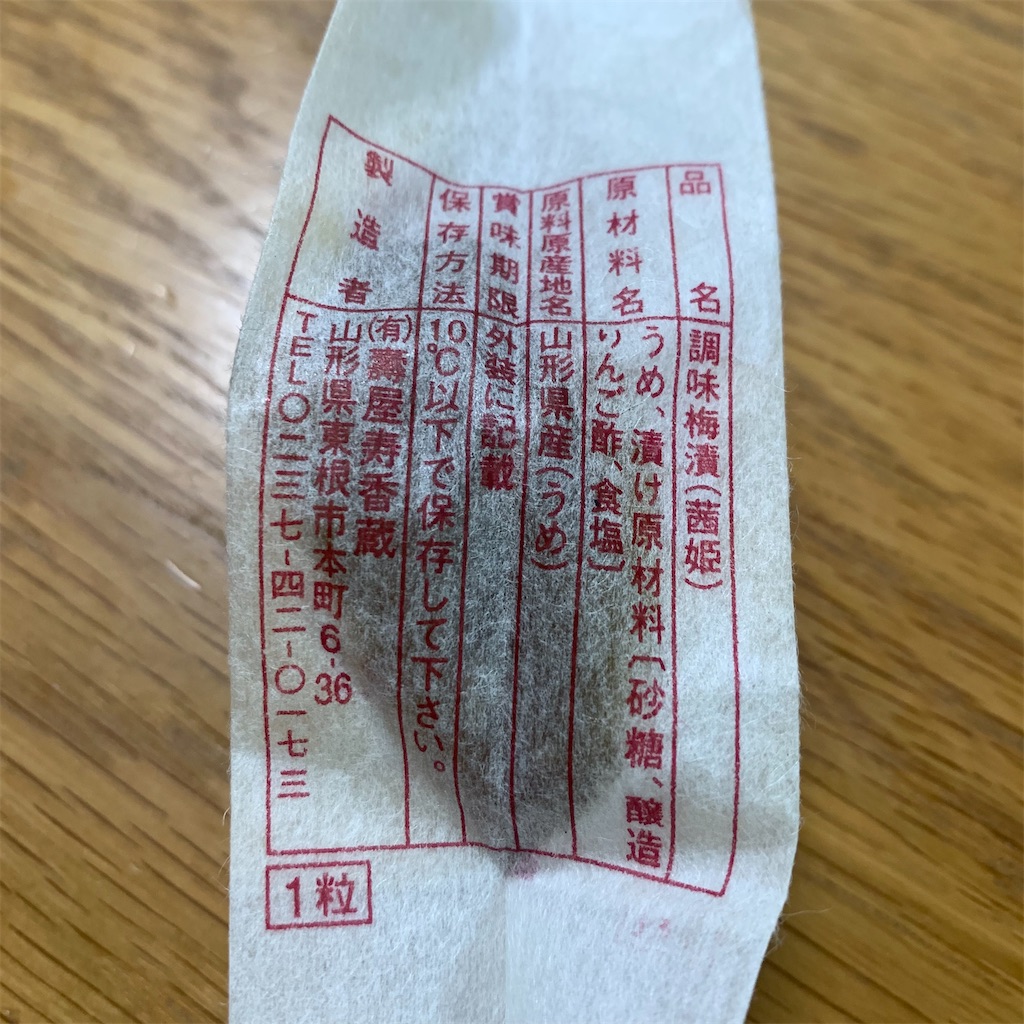 品名
調味梅漬(茜姫)
原材料名
うめ、漬け原材料〔砂糖、醸造
りんご酢、食塩〕
原料原産地名
山形県産(うめ)
賞味期限
外装に記載
保存方法
10℃以下で保存して下さい。
製造者
(有)壽屋寿香蔵
山形県東根市本町6-36
TEL〇二三七-四二-〇一七三
1粒